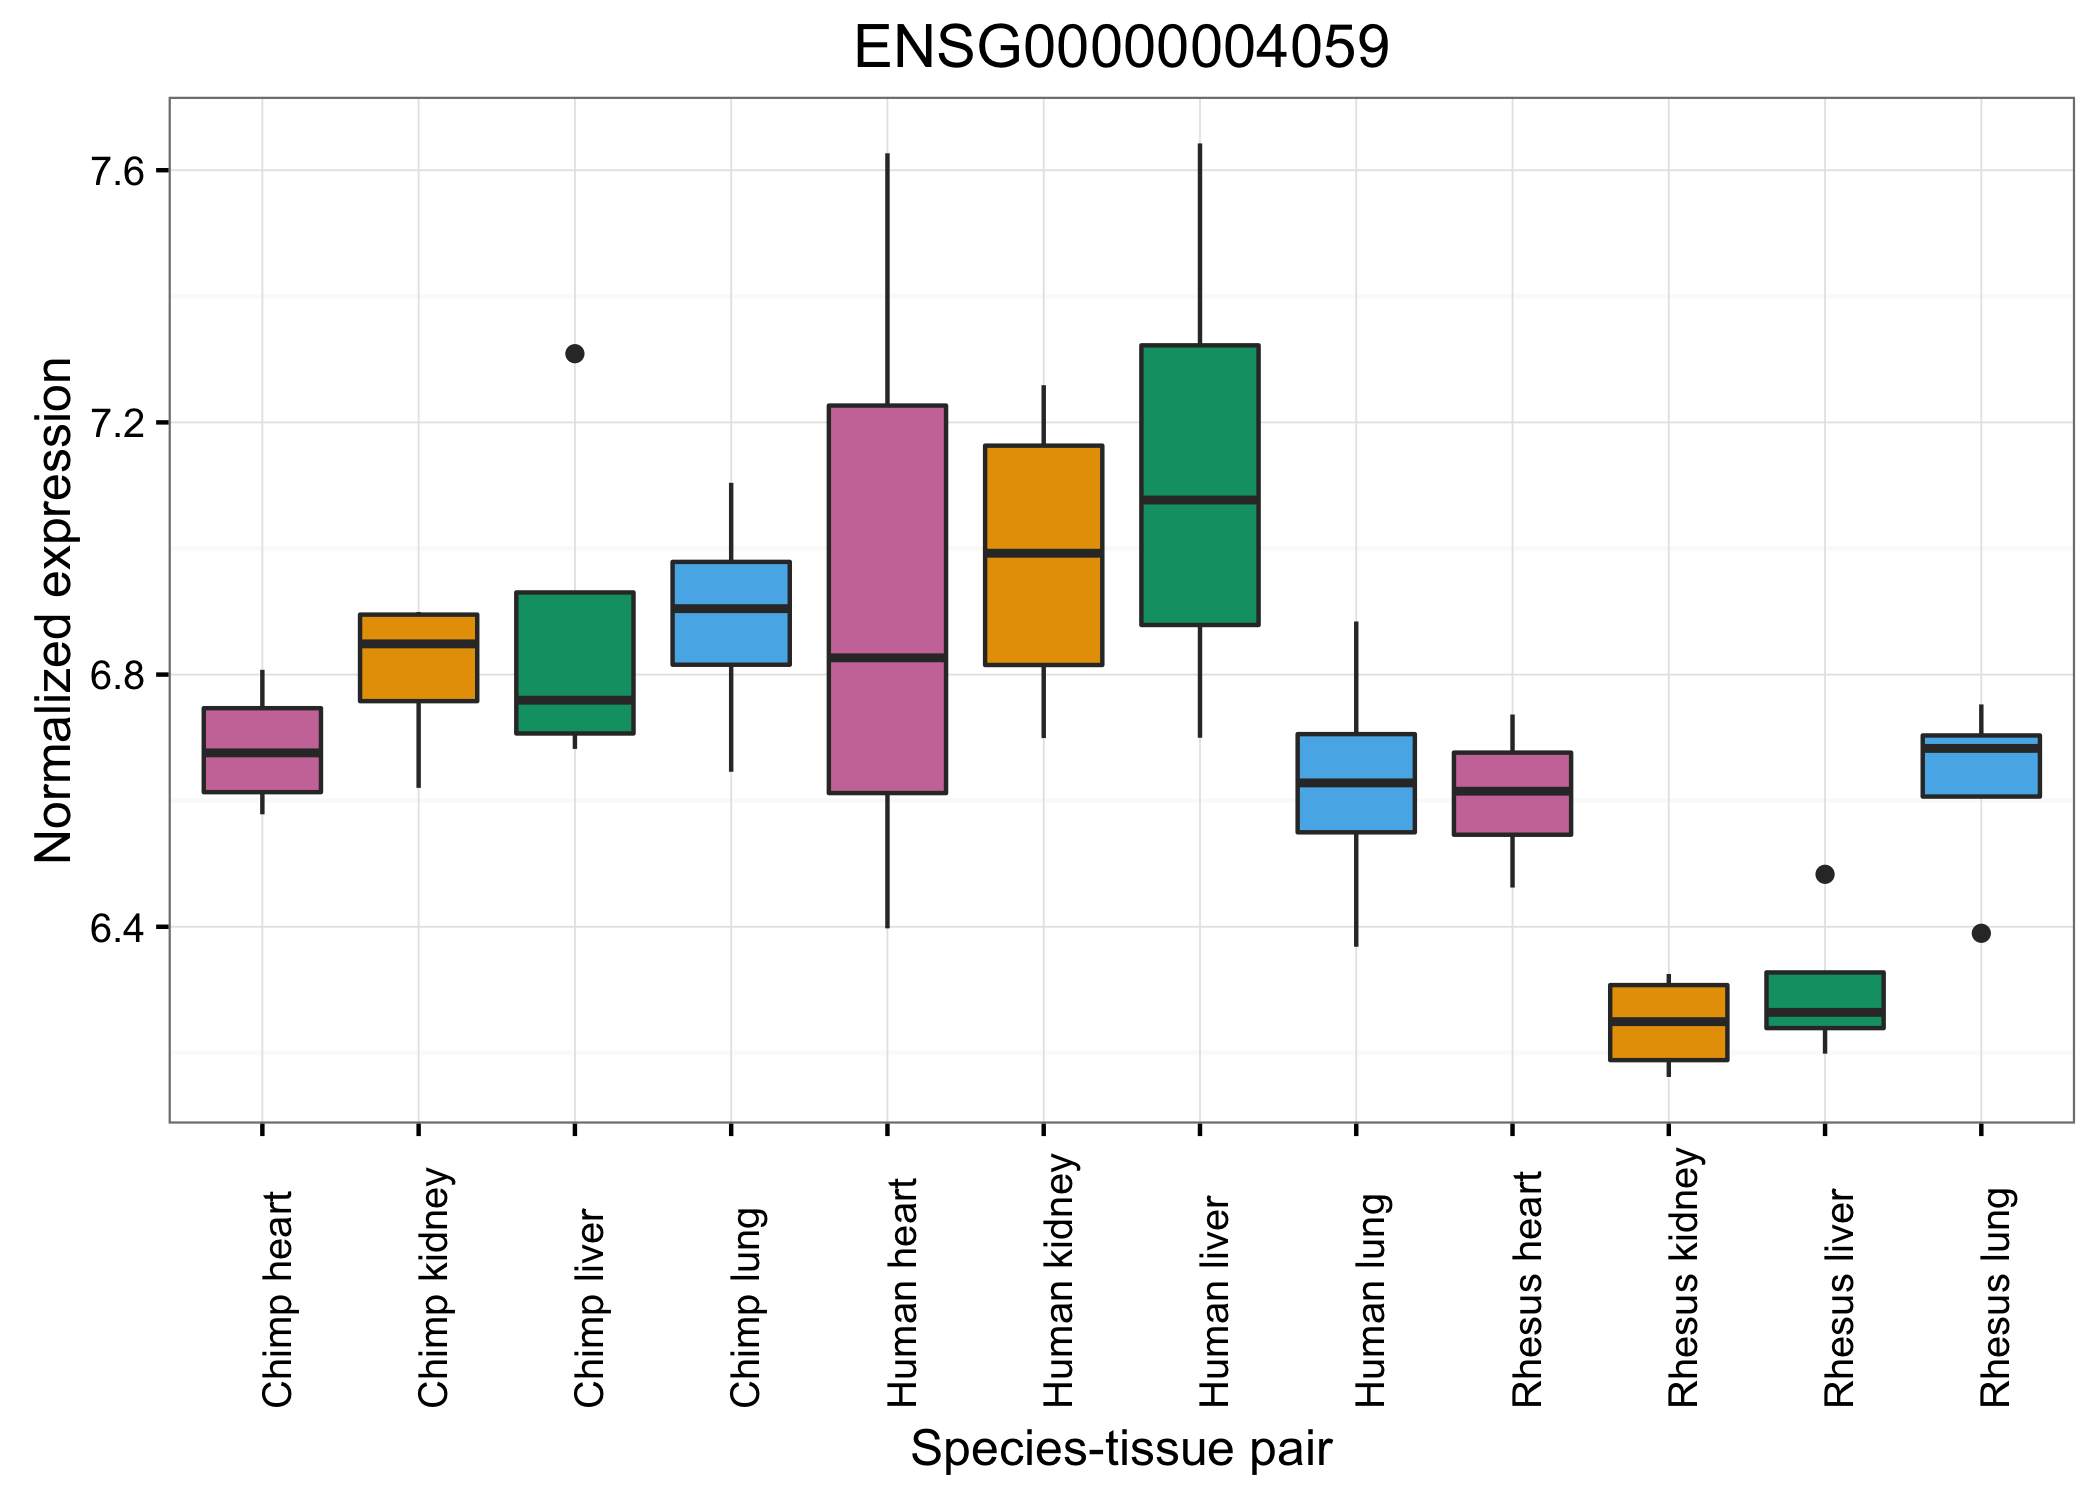 ENSG00000004059
Normalized expression
7.6
7.2
6.8
6.4
Chimp heart
Chimp kidney
Chimp liver
Chimp lung
Human heart
Human kidney
Human liver
Human lung
Rhesus heart
Rhesus kidney
Rhesus liver
Rhesus lung
Species-tissue pair